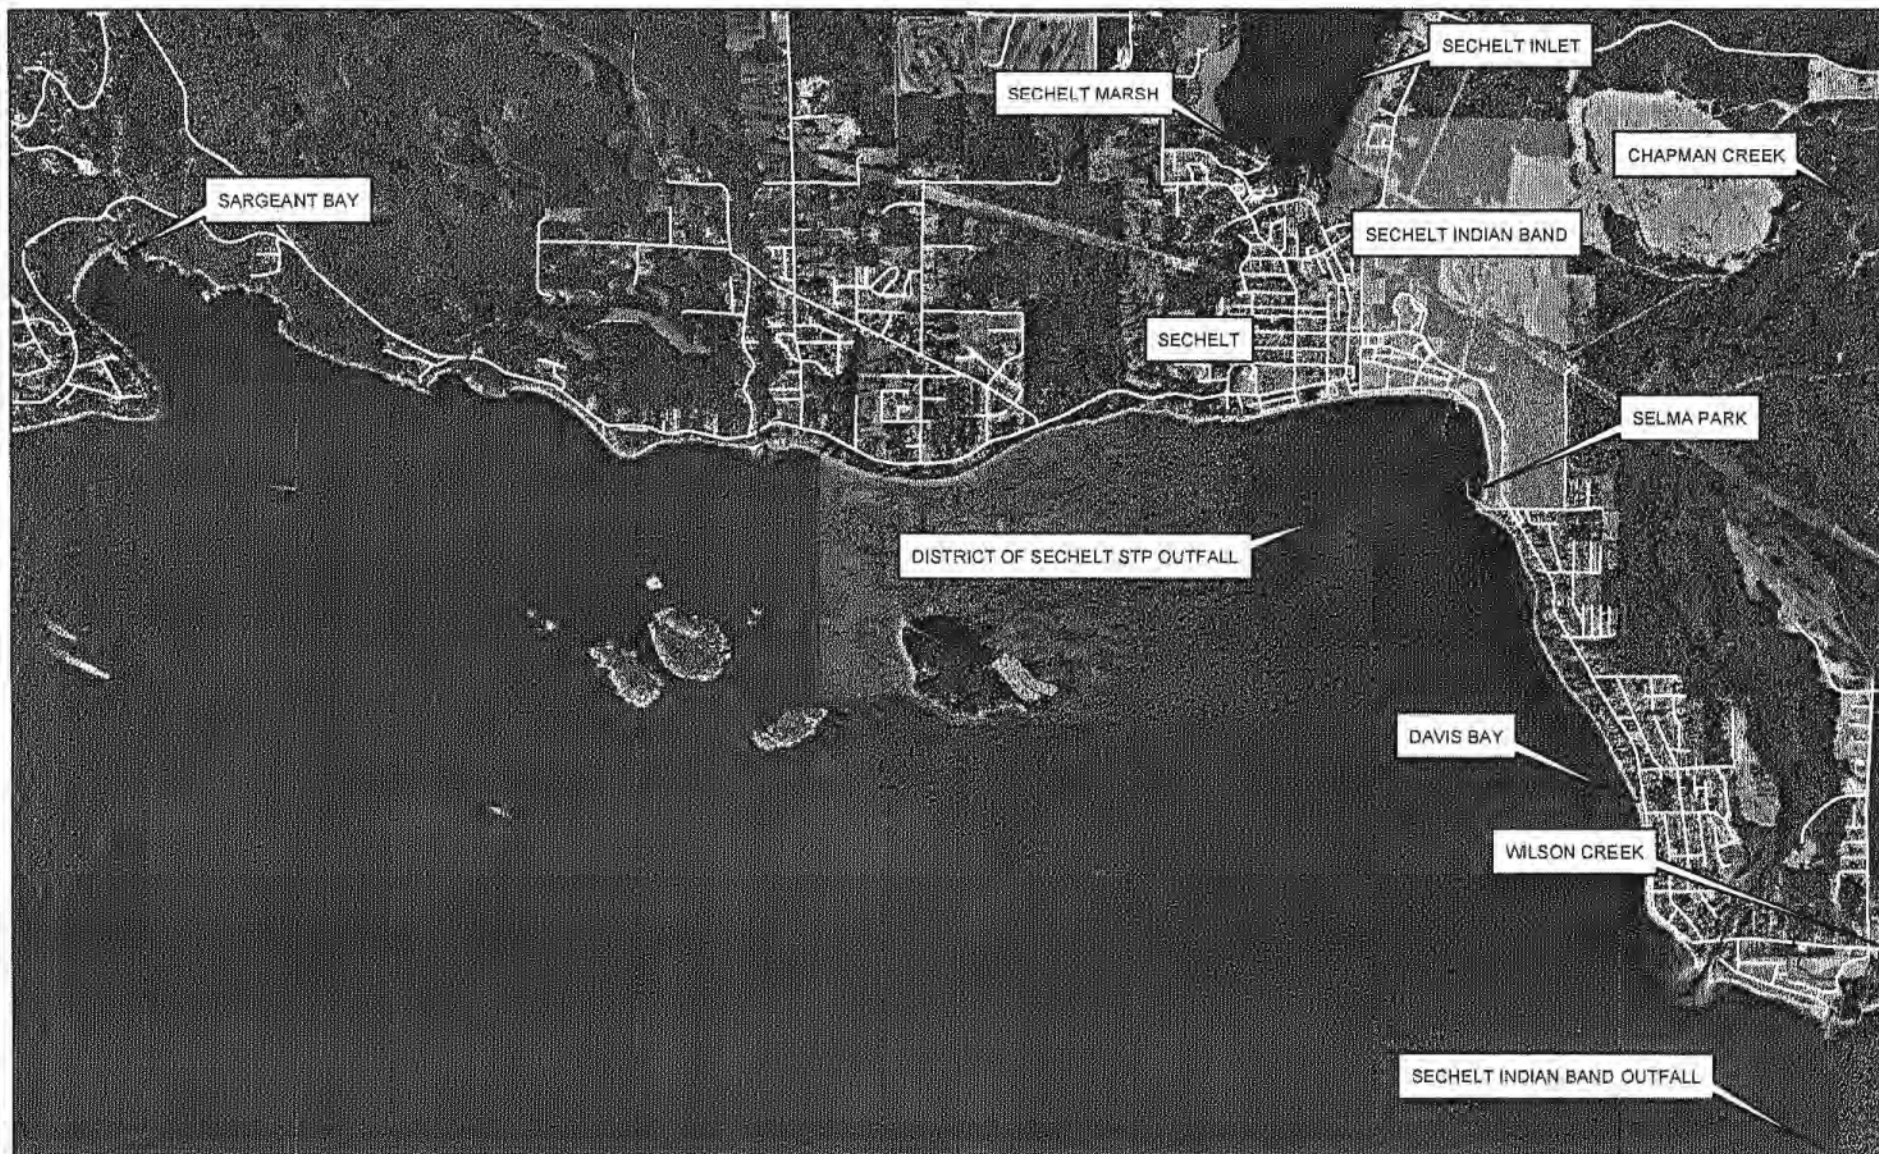 SECHELT INLET
SECHELT MARSH
CHAPMAN CREEK
SARGEANT BAY
SECHELT INDIAN BAND
SECHELT
SELMA PARK
DISTRICT OF SECHELT STP OUTFALL
DAVIS BAY
WILSON CREEK
SECHELT INDIAN BAND OUTFALL